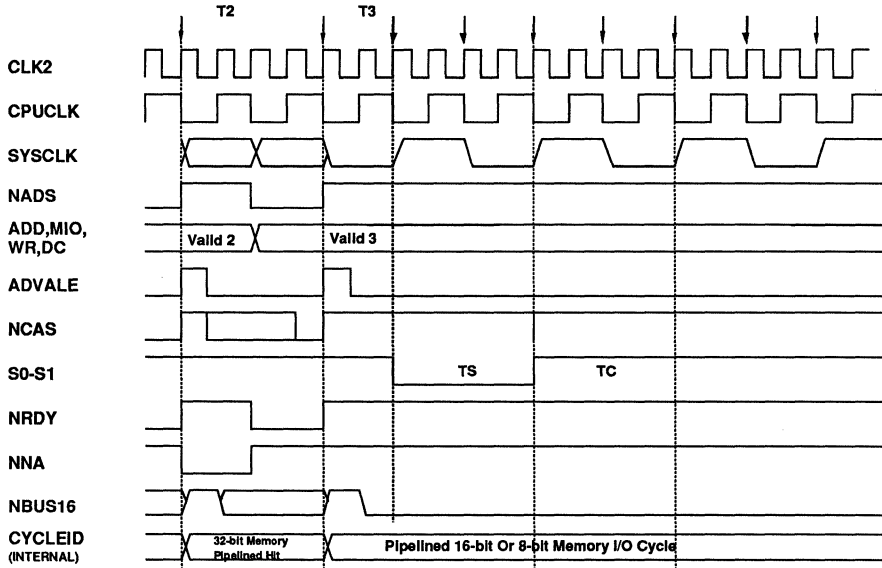 T2 T3
CLK2
CPUCLK
SYSCLK
NADS
ADD,MIO,
WR,DC
Valid 2 Valid 3
ADVALE
NCAS
S0-S1 TS TC
NRDY
NNA
NBUS16
CYCLEID
(INTERNAL)
32-bit Memory
Pipelined Hit
Pipelined 16-bit Or 8-bit Memory I/O Cycle